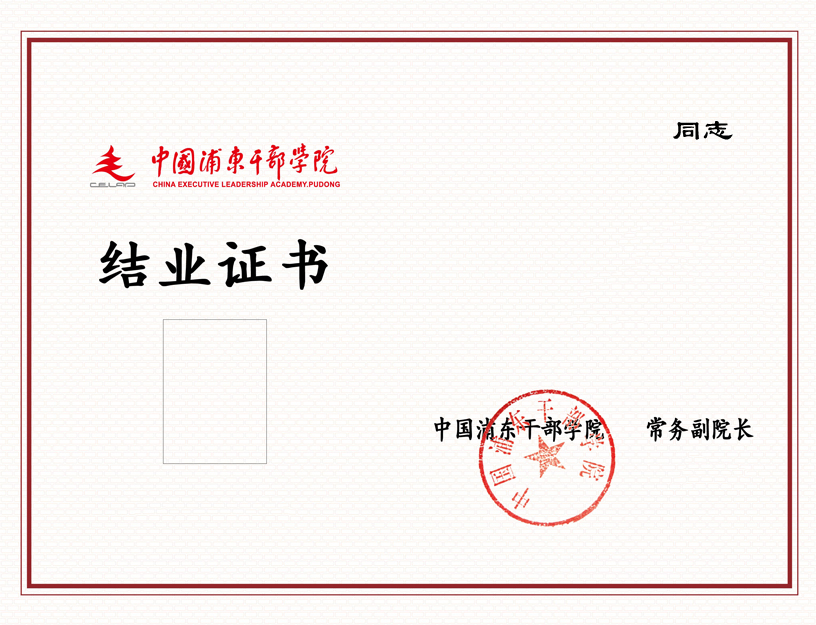 同志
中國浦東干部學院
CELAP
CHINA EXECUTIVE LEADERSHIP ACADEMY.PUDONG
结业证书
中国浦东干部学院 常务副院长
中国浦东干部学院